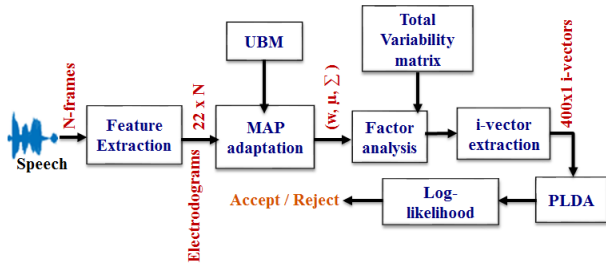 UBM
Total
Variability
matrix
N-frames
22 x N
(w, μ, Σ )
400x1 i-vectors
Speech
Feature
Extraction
MAP
adaptation
Factor
analysis
i-vector
extraction
Electrodograms
Accept / Reject
Log-
likelihood
PLDA